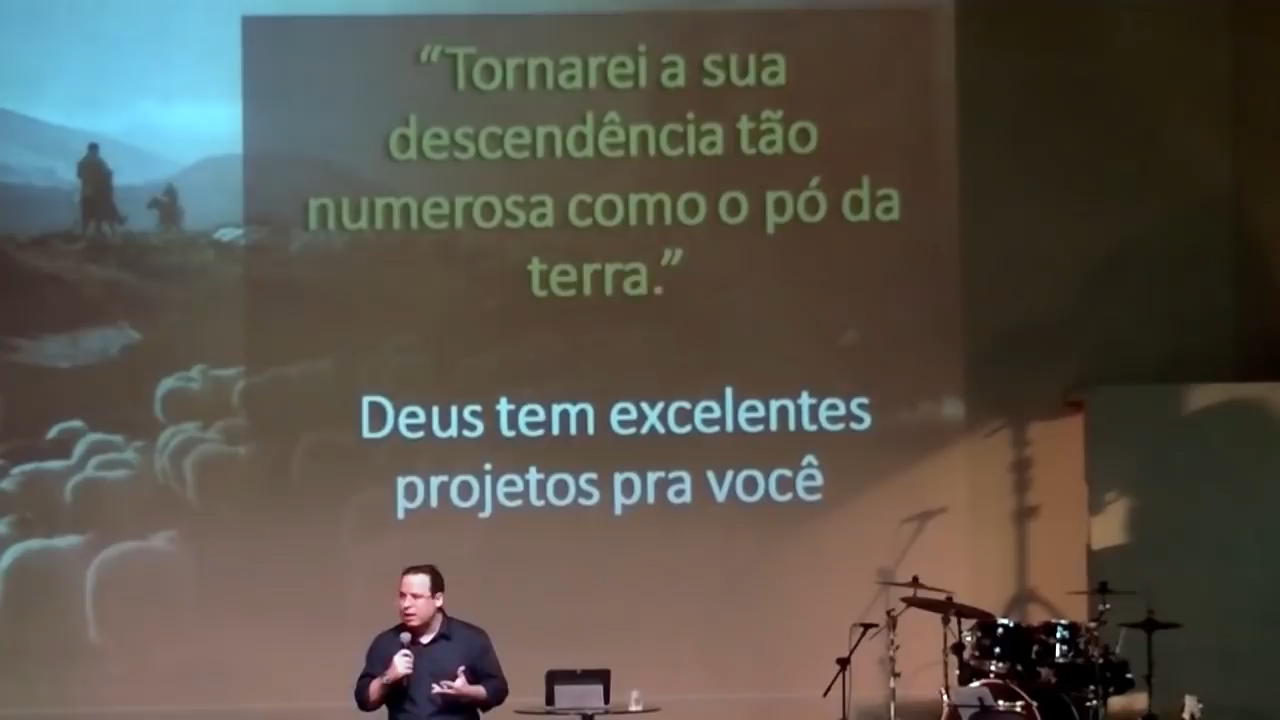 “Tornarei a sua
descendência tão
numerosa como o pó da
terra.”
Deus tem excelentes
projetos pra você